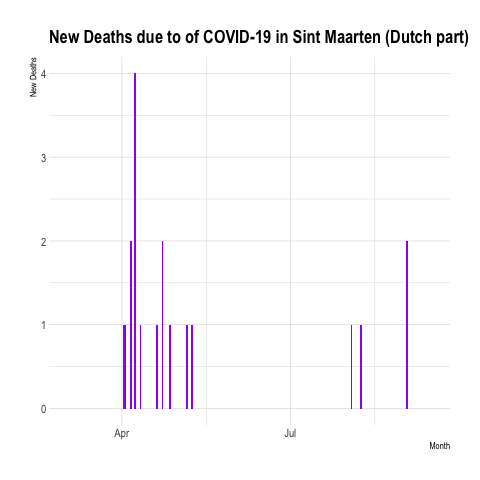 New Deaths due to of COVID-19 in Sint Maarten (Dutch part)
New Deaths
4
3
2
1
0
Apr
Jul
Month